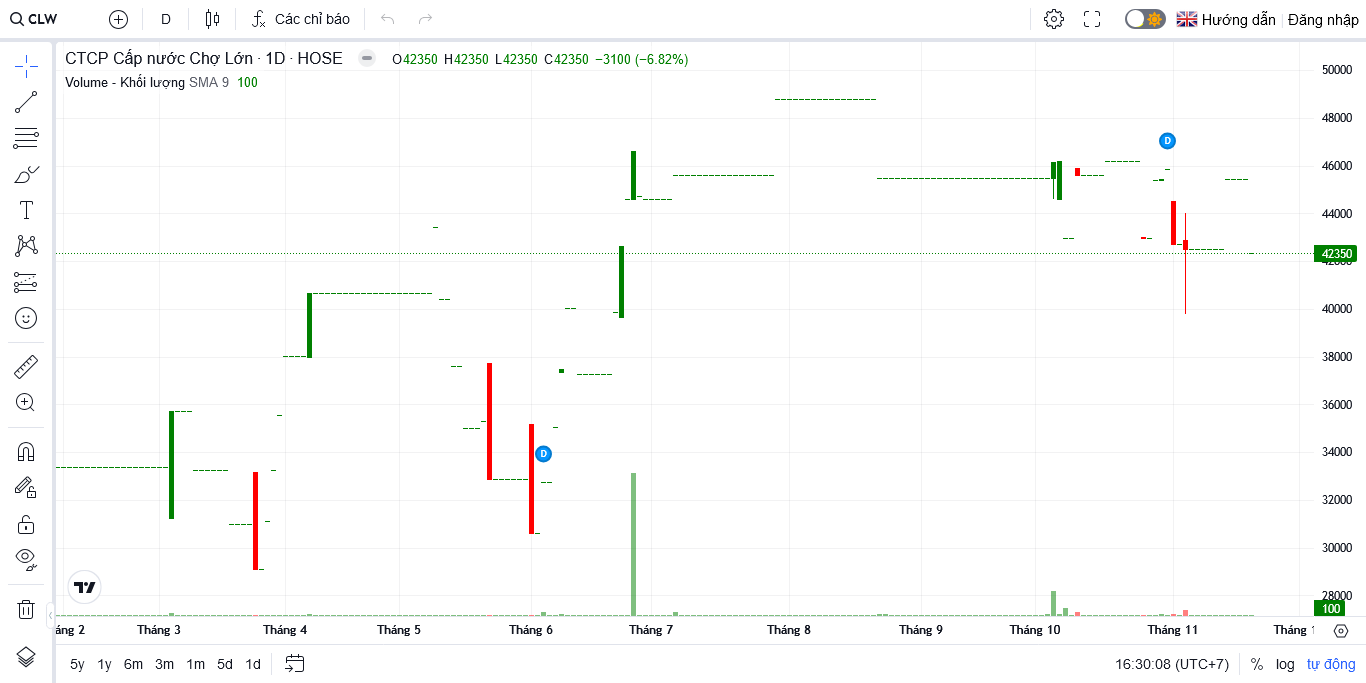 CLW
D
Các chỉ báo
Hướng dẫn
Đăng nhập
CTCP Cấp nước Chợ Lớn · 1D · HOSE
O42350 H42350 L42350 C42350 −3100 (−6.82%)
Volume - Khối lượng SMA 9 100
50000
48000
46000
44000
42350
42000
40000
38000
36000
34000
32000
30000
28000
100
D
D
áng 2
Tháng 3
Tháng 4
Tháng 5
Tháng 6
Tháng 7
Tháng 8
Tháng 9
Tháng 10
Tháng 11
Tháng 1
5y 1y 6m 3m 1m 5d 1d
16:30:08 (UTC+7)
% log tự động